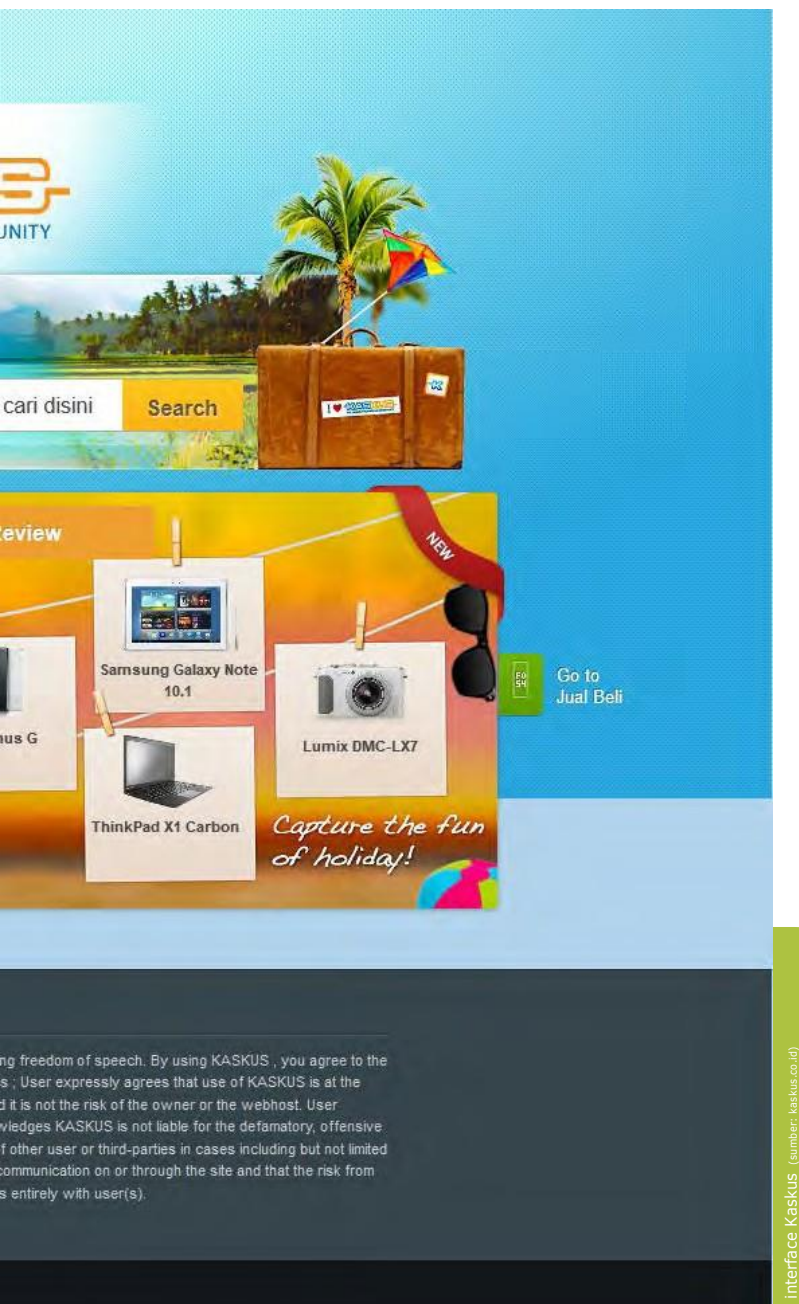 UNITY
cari disini
Search
I ♥ KASKUS
Review
NEW
Samsung Galaxy Note
10.1
us G
Lumix DMC-LX7
Go to
Jual Beli
ThinkPad X1 Carbon
Capture the fun
of holiday!
ng freedom of speech. By using KASKUS , you agree to the
s ; User expressly agrees that use of KASKUS is at the
d it is not the risk of the owner or the webhost. User
wledges KASKUS is not liable for the defamatory, offensive
f other user or third-parties in cases including but not limited
communication on or through the site and that the risk from
s entirely with user(s).
interface Kaskus (sumber: kaskus.co.id)